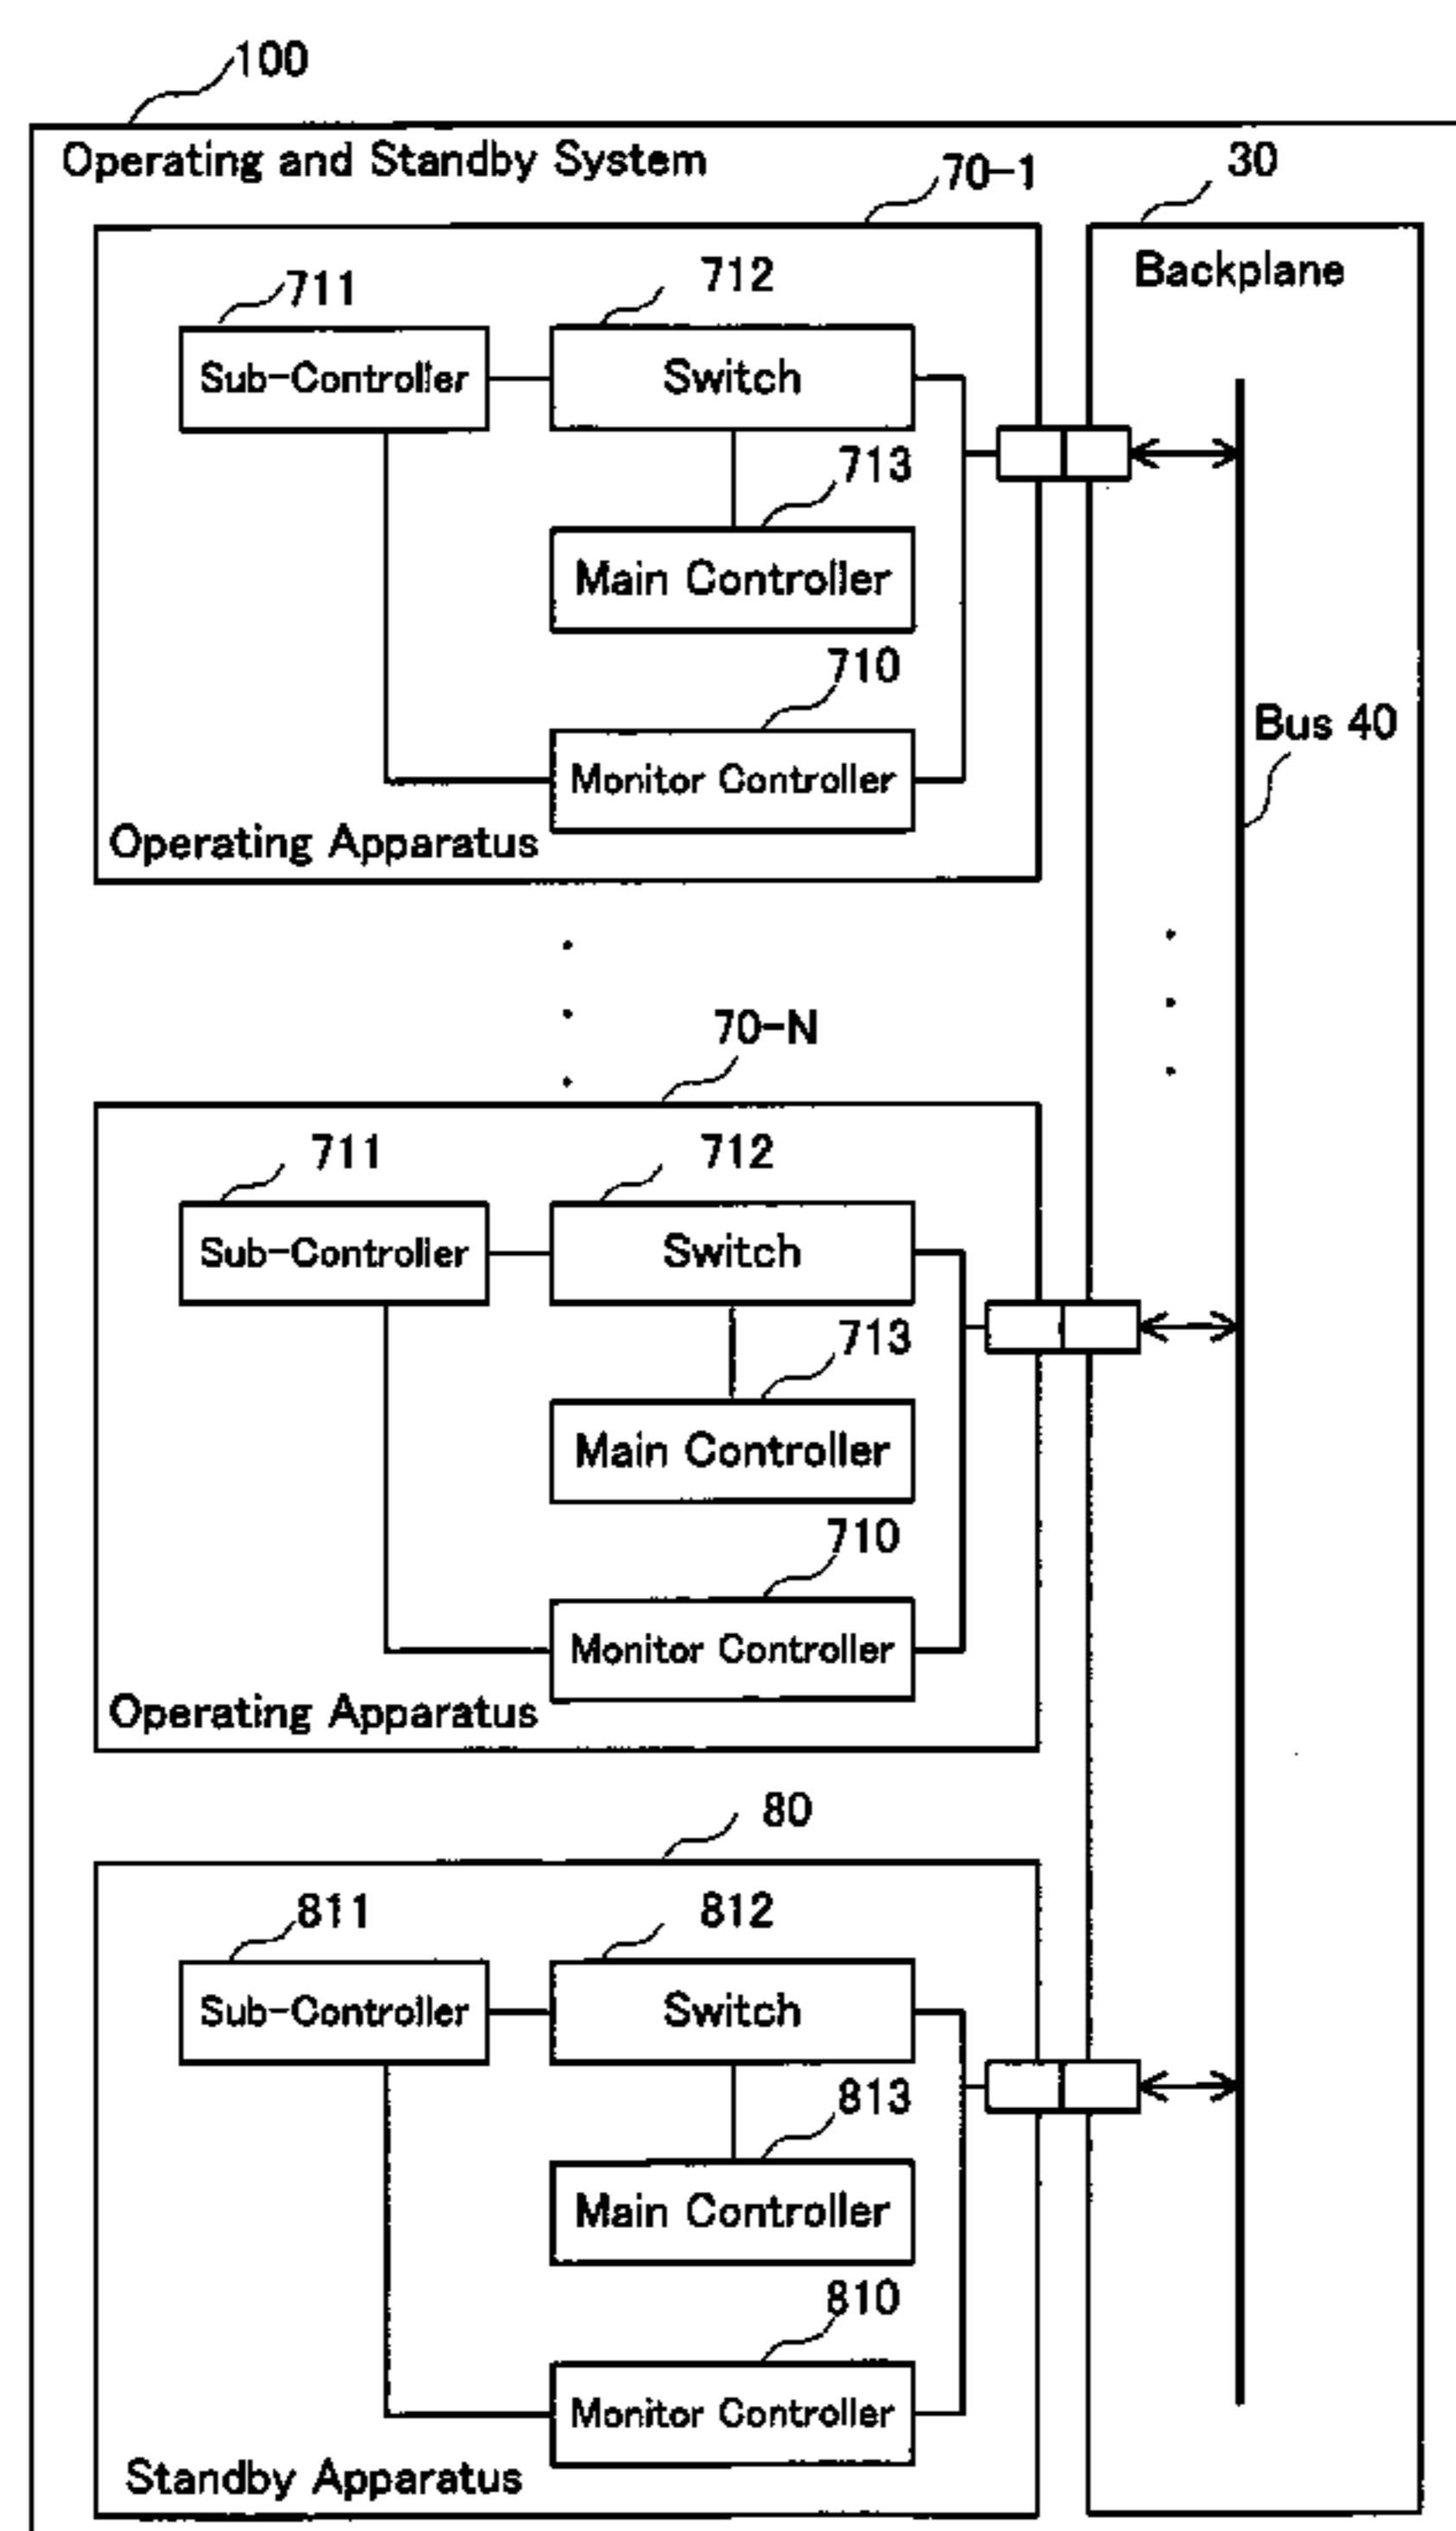 100
Operating and Standby System
70-1
30
Backplane
711
712
Sub-Controller
Switch
713
Main Controller
710
Monitor Controller
Operating Apparatus
Bus 40
70-N
711
712
Sub-Controller
Switch
713
Main Controller
710
Monitor Controller
Operating Apparatus
80
811
812
Sub-Controller
Switch
813
Main Controller
810
Monitor Controller
Standby Apparatus